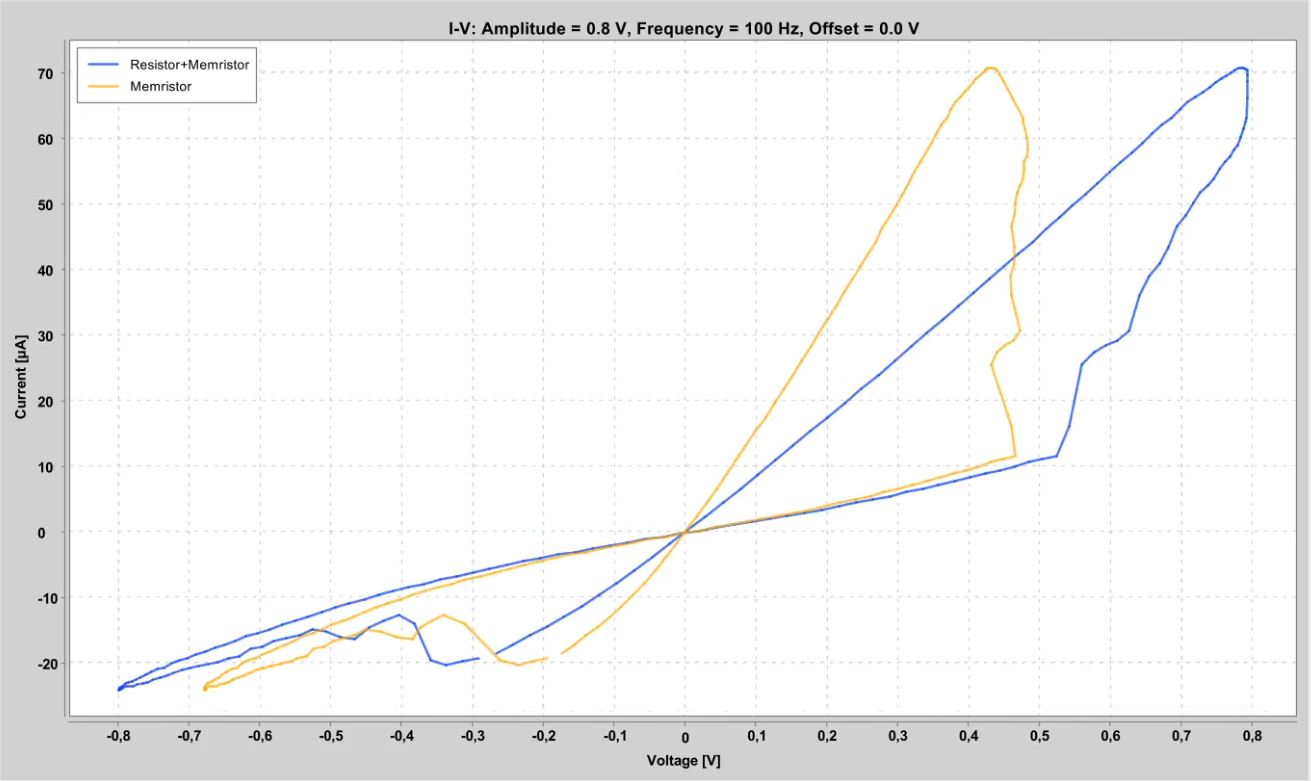 I-V: Amplitude = 0.8 V, Frequency = 100 Hz, Offset = 0.0 V
Resistor+Memristor
Memristor
70
60
50
40
30
20
10
0
-10
-20
Current [µA]
-0,8 -0,7 -0,6 -0,5 -0,4 -0,3 -0,2 -0,1 0 0,1 0,2 0,3 0,4 0,5 0,6 0,7 0,8
Voltage [V]